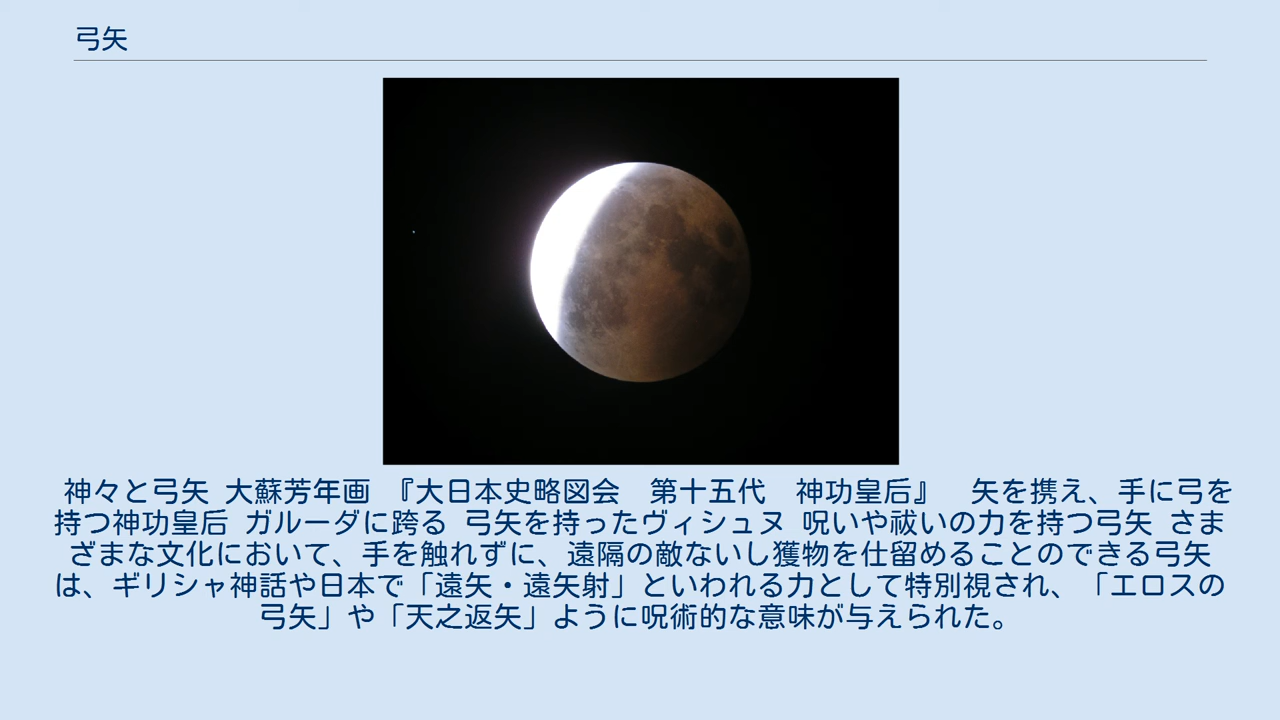 弓矢
神々と弓矢 大蘇芳年画 『大日本史略図会　第十五代　神功皇后』　矢を携え、手に弓を
持つ神功皇后 ガルーダに跨る 弓矢を持ったヴィシュヌ 呪いや祓いの力を持つ弓矢 さま
ざまな文化において、手を触れずに、遠隔の敵ないし獲物を仕留めることのできる弓矢
は、ギリシャ神話や日本で「遠矢・遠矢射」といわれる力として特別視され、「エロスの
弓矢」や「天之返矢」ように呪術的な意味が与えられた。